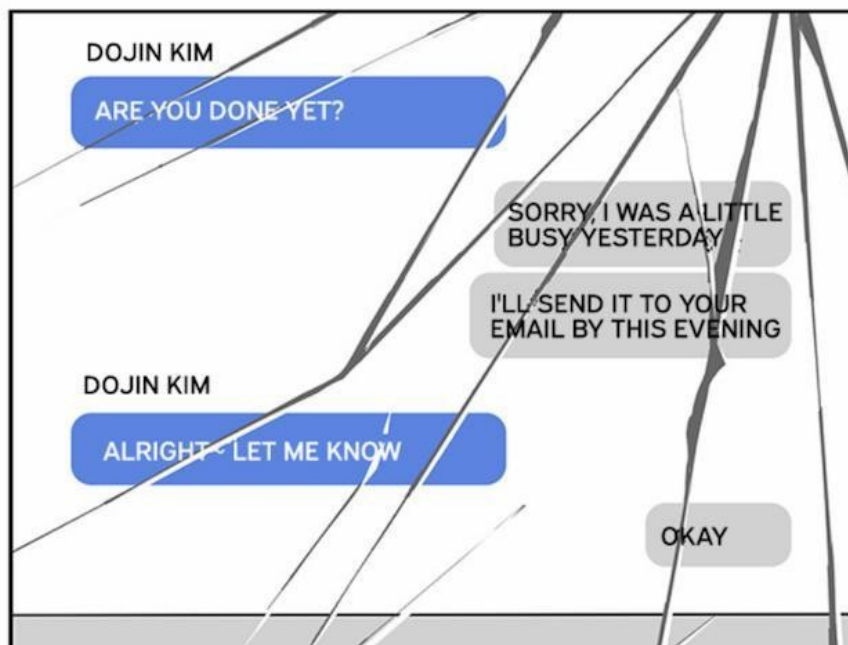 DOJIN KIM
ARE YOU DONE YET?
SORRY, I WAS A LITTLE
BUSY YESTERDAY
I'LL SEND IT TO YOUR
EMAIL BY THIS EVENING
DOJIN KIM
ALRIGHT~ LET ME KNOW
OKAY